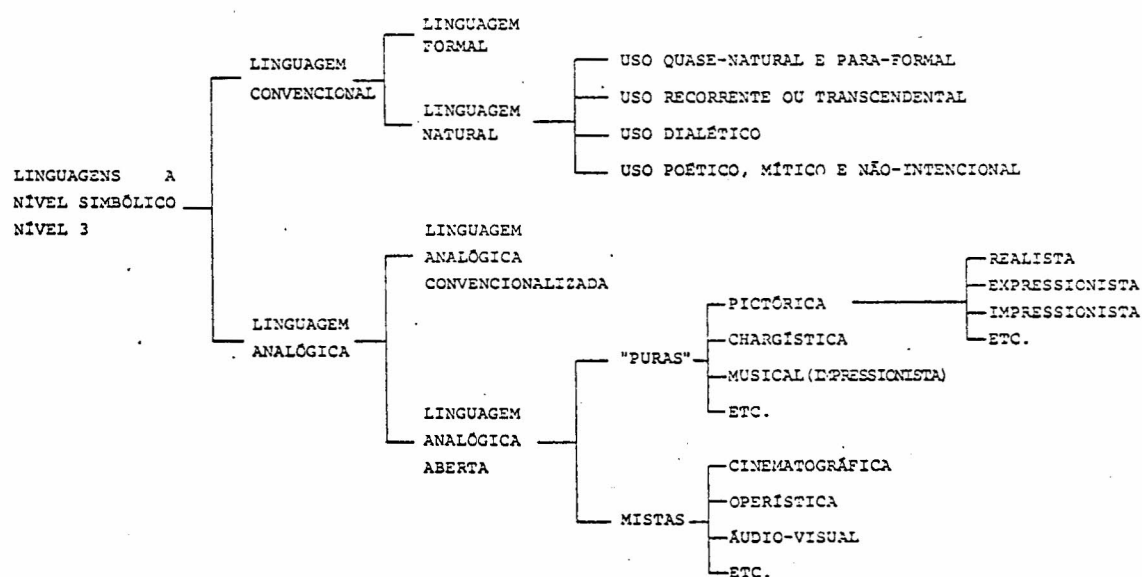 LINGUAGENS A
NÍVEL SIMBÓLICO
NÍVEL 3
LINGUAGEM
CONVENCIONAL
LINGUAGEM
FORMAL
LINGUAGEM
NATURAL
USO QUASE-NATURAL E PARA-FORMAL
USO RECORRENTE OU TRANSCENDENTAL
USO DIALÉTICO
USO POÉTICO, MÍTICO E NÃO-INTENCIONAL
LINGUAGEM
ANALÓGICA
LINGUAGEM
ANALÓGICA
CONVENCIONALIZADA
LINGUAGEM
ANALÓGICA
ABERTA
"PURAS"
PICTÓRICA
CHARGÍSTICA
MUSICAL (IMPRESSIONISTA)
ETC.
REALISTA
EXPRESSIONISTA
IMPRESSIONISTA
ETC.
MISTAS
CINEMATOGRÁFICA
OPERÍSTICA
ÁUDIO-VISUAL
ETC.